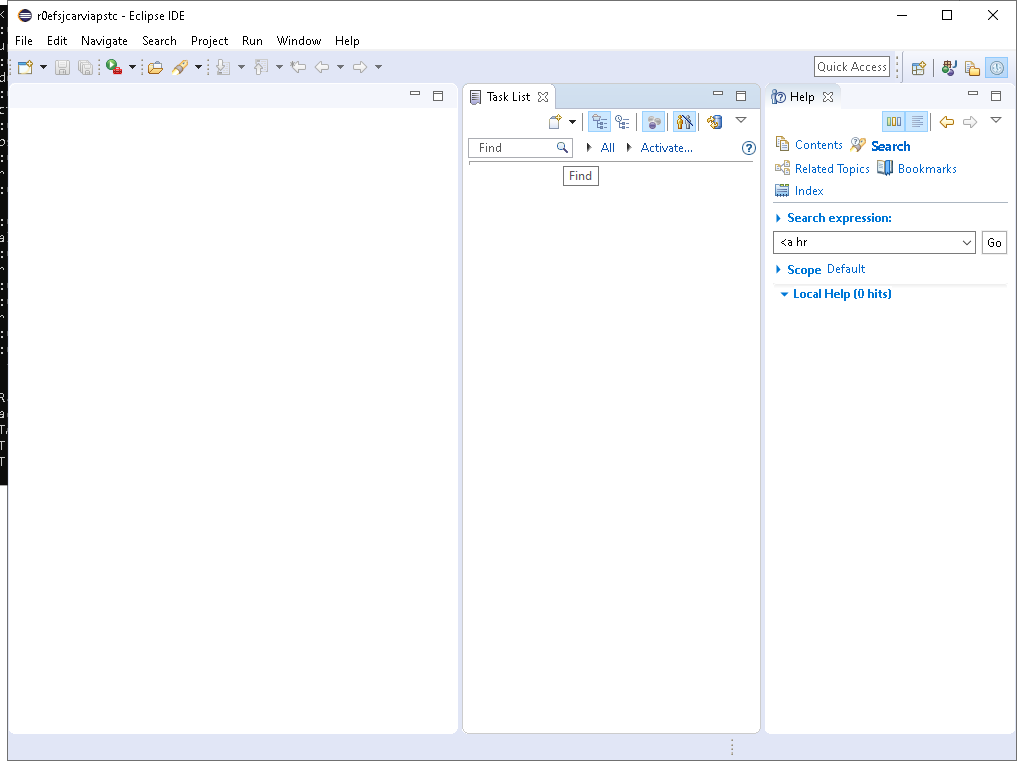 r0efsjcarviapstc - Eclipse IDE
File Edit Navigate Search Project Run Window Help
Quick Access
Task List
Help
Find All Activate...
Find
Contents Search
Related Topics Bookmarks
Index
Search expression:
<a hr Go
Scope Default
Local Help (0 hits)